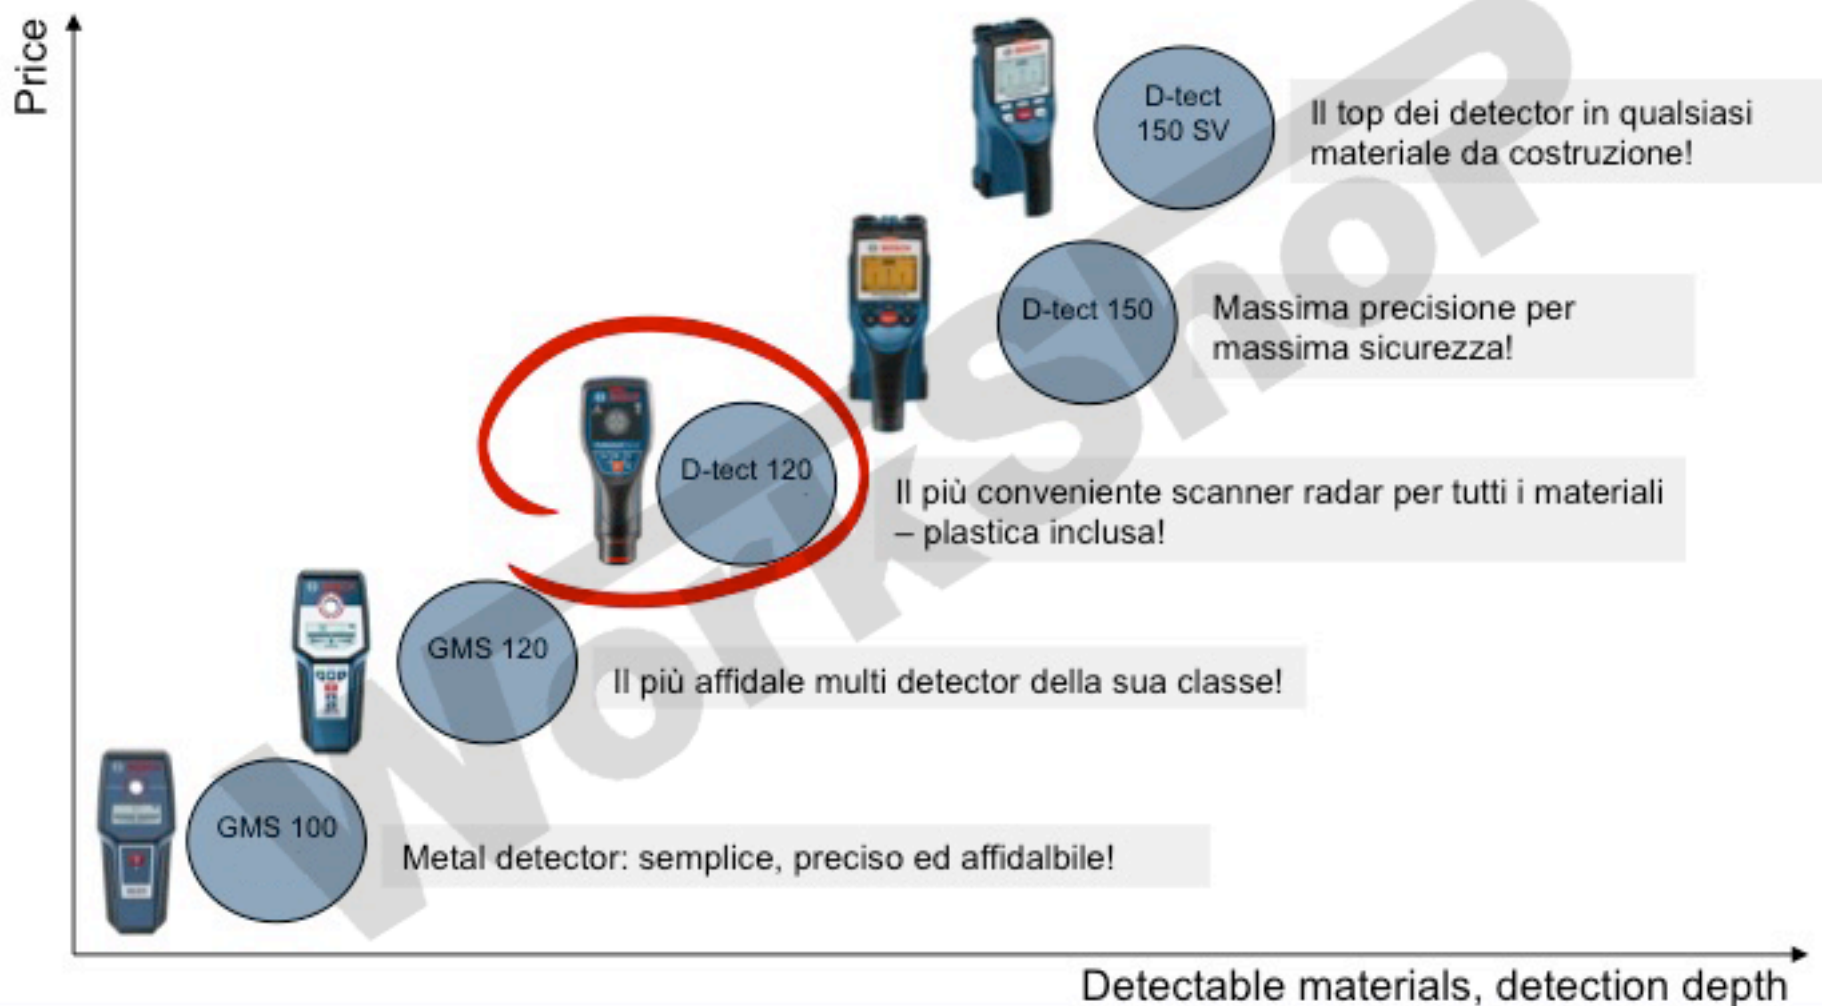 Price
D-tect
150 SV
Il top dei detector in qualsiasi
materiale da costruzione!
D-tect 150
Massima precisione per
massima sicurezza!
D-tect 120
Il più conveniente scanner radar per tutti i materiali
– plastica inclusa!
GMS 120
Il più affidale multi detector della sua classe!
GMS 100
Metal detector: semplice, preciso ed affidalbile!
Detectable materials, detection depth
WorkShoP